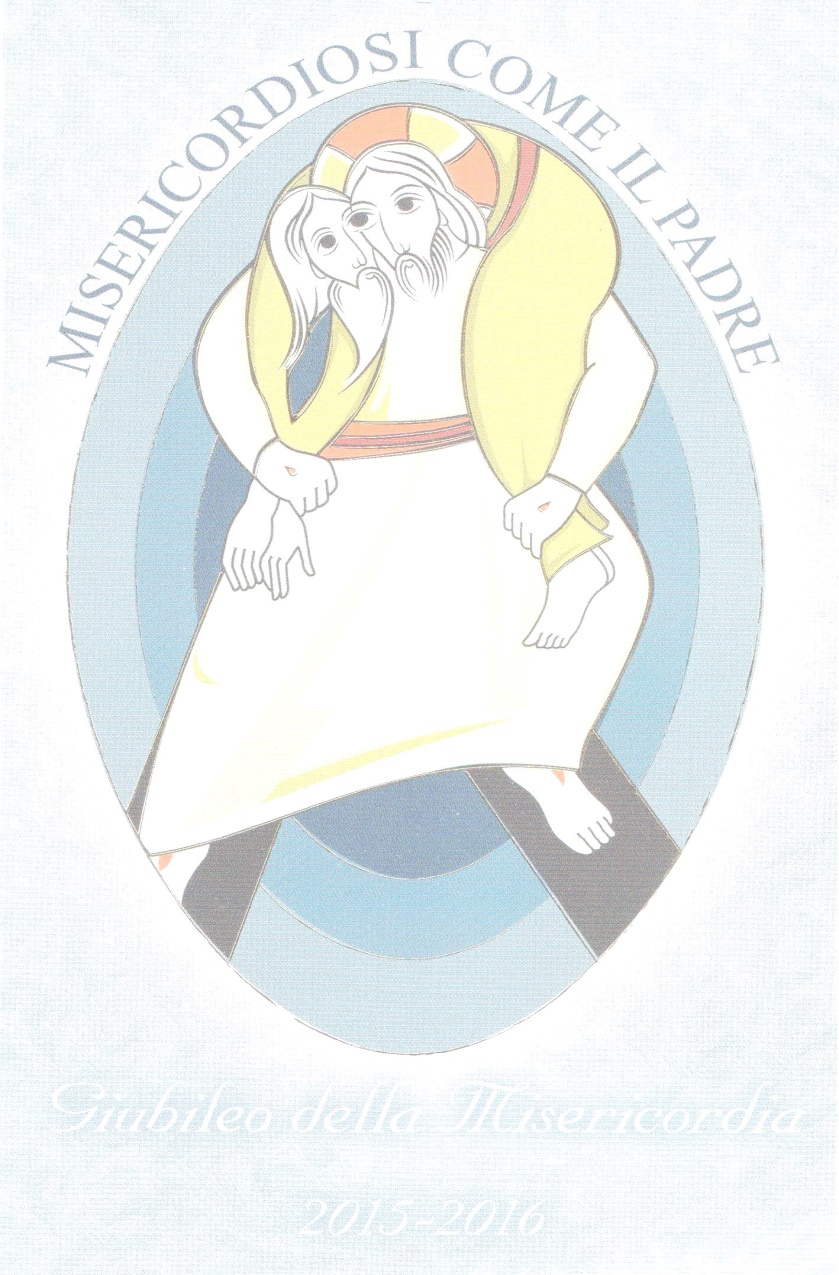 MISERICORDIOSI COME IL PADRE
Giubileo della Misericordia
2015-2016